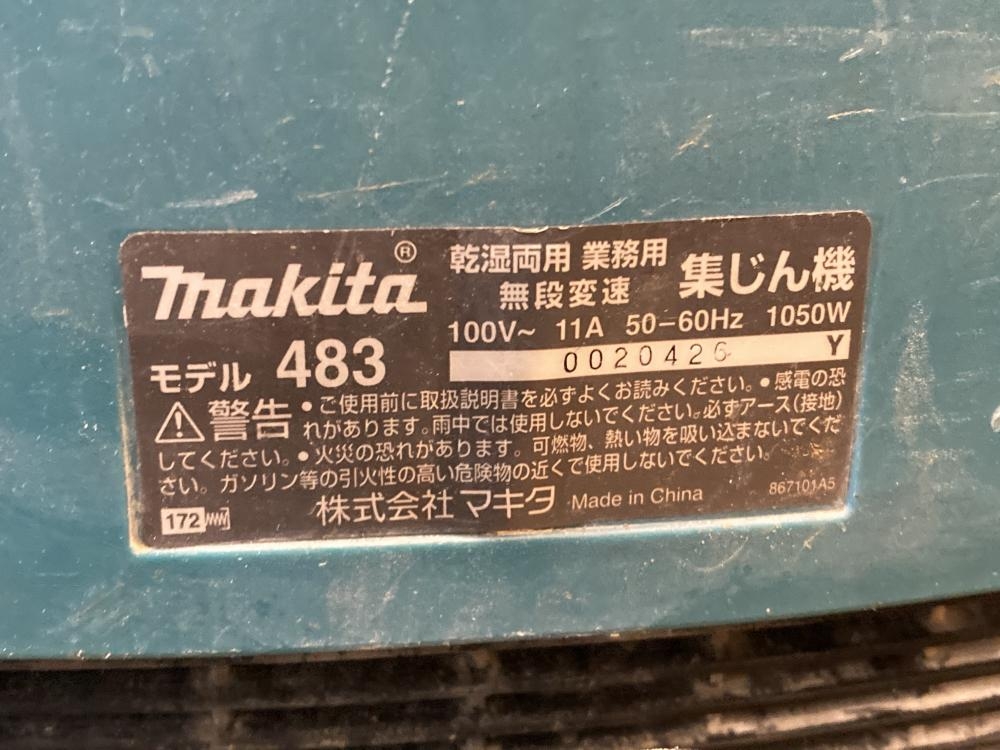 makita®
乾湿両用 業務用 集じん機
無段変速
100V~ 11A 50-60Hz 1050W
モデル 483
0020426 Y
警告 •ご使用前に取扱説明書を必ずよくお読みください。•感電の恐
れがあります。雨中では使用しないでください。必ずアース(接地)
してください。•火災の恐れがあります。可燃物、熱い物を吸い込まないでくだ
さい。ガソリン等の引火性の高い危険物の近くで使用しないでください。
172
株式会社 マキタ Made in China 867101A5